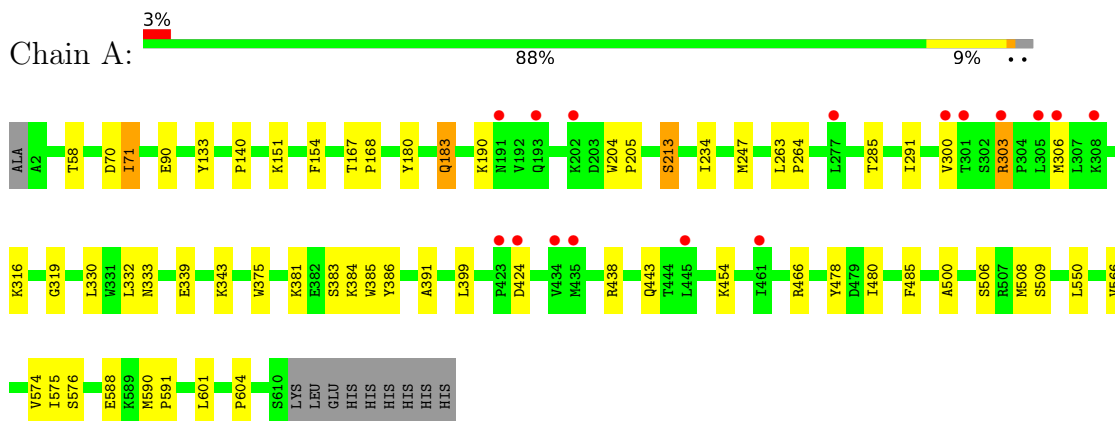 3%
Chain A:
88% 9% • •
ALA A2 T58 D70 I71 E90 Y133 P140 K151 F154 T167 P168 Y180 Q183 K190 N191 V192 Q193 K202 D203 W204 P205 S213 I234 M247 L263 P264 L277 T285 I291 V300 T301 S302 R303 P304 L305 M306 L307 K308
K316 G319 L330 W331 L332 N333 E339 K343 W375 K381 E382 S383 K384 W385 Y386 A391 L399 P423 D424 V434 M435 R438 Q443 T444 L445 K454 I461 R466 Y478 D479 I480 F485 A500 S506 R507 M508 S509 L550 V566
V574 I575 S576 E588 K589 M590 P591 L601 P604 S610 LYS LEU GLU HIS HIS HIS HIS HIS HIS